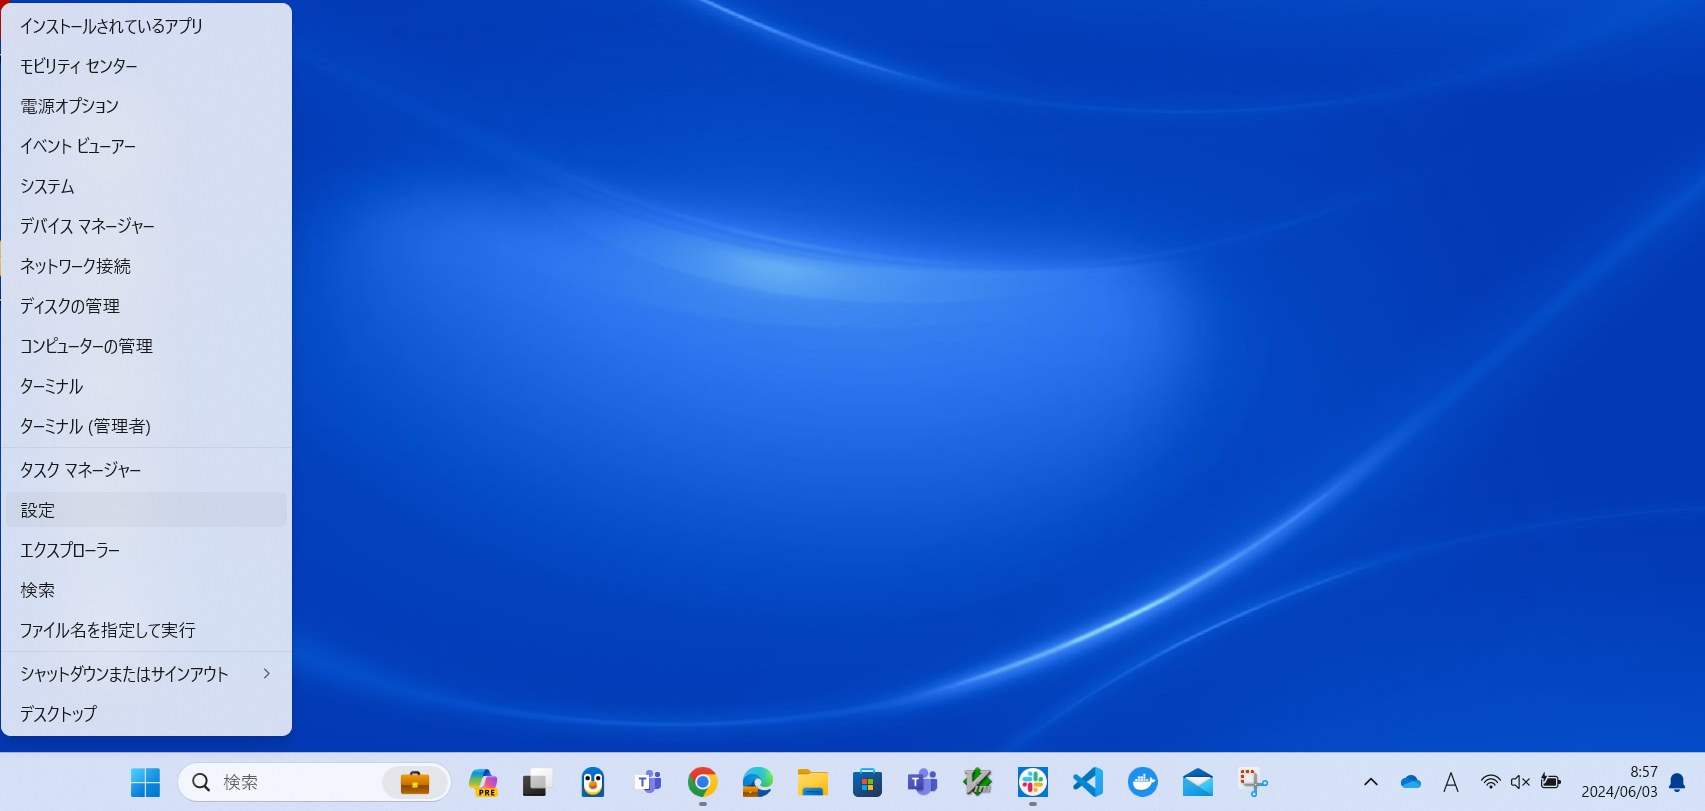 インストールされているアプリ
モビリティ センター
電源オプション
イベント ビューアー
システム
デバイス マネージャー
ネットワーク接続
ディスクの管理
コンピューターの管理
ターミナル
ターミナル (管理者)
タスク マネージャー
設定
エクスプローラー
検索
ファイル名を指定して実行
シャットダウンまたはサインアウト
デスクトップ
検索
PRE
T
T
Vim
A
8:57
2024/06/03